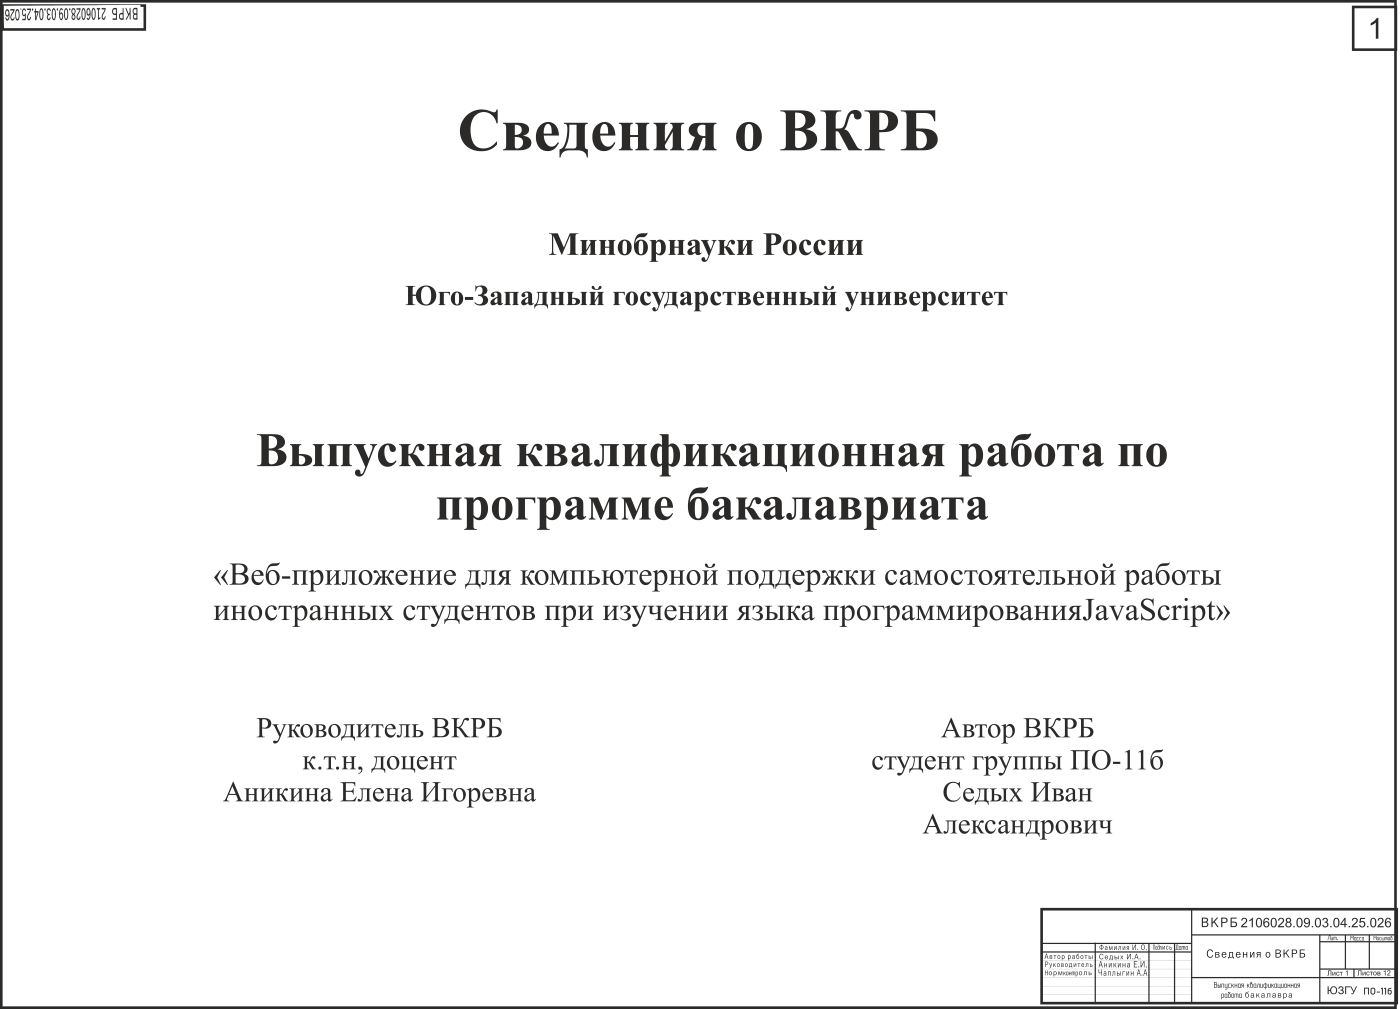 ВКРБ 2106028.09.03.04.25.026
1
Сведения о ВКРБ
Минобрнауки России
Юго-Западный государственный университет
Выпускная квалификационная работа по
программе бакалавриата
«Веб-приложение для компьютерной поддержки самостоятельной работы
иностранных студентов при изучении языка программированияJavaScript»
Руководитель ВКРБ
к.т.н, доцент
Аникина Елена Игоревна
Автор ВКРБ
студент группы ПО-11б
Седых Иван
Александрович
ВКРБ 2106028.09.03.04.25.026
Фамилия И. О. Подпись Дата
Автор работы Седых И.А.
Руководитель Аникина Е.И.
Нормконтроль Чаплыгин А.А
Сведения о ВКРБ
Лит. Масса Масштаб
Лист 1 Листов 12
Выпускная квалификационная
работа бакалавра
ЮЗГУ ПО-11б